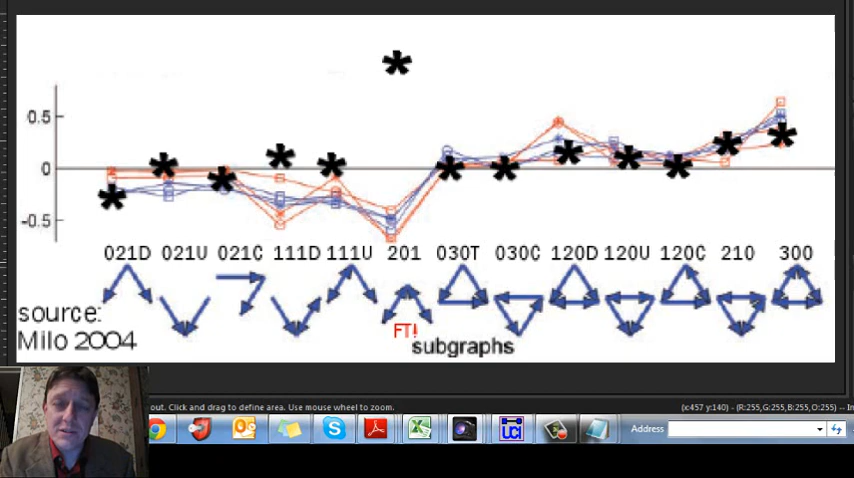 0.5
0
-0.5
021D 021U 021C 111D 111U 201 030T 030C 120D 120U 120C 210 300
source:
Milo 2004
FT!
subgraphs
out. Click and drag to define area. Use mouse wheel to zoom.
(x:457 y:140) - (R:255,G:255,B:255,O:255) -- In
UCI
Address